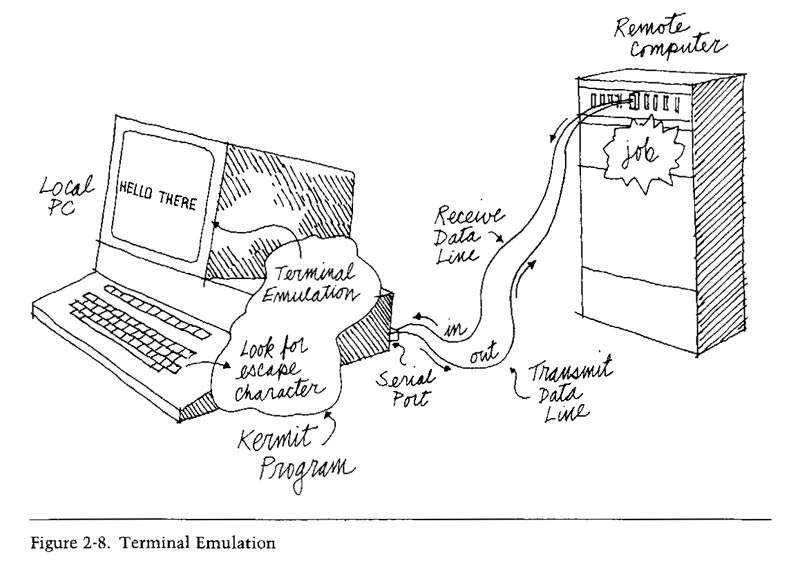 Remote
Computer
job
Local
PC
HELLO THERE
Receive
Data
Line
Terminal
Emulation
in
out
Look for
escape
character
Serial
Port
Transmit
Data
Line
Kermit
Program
Figure 2-8. Terminal Emulation